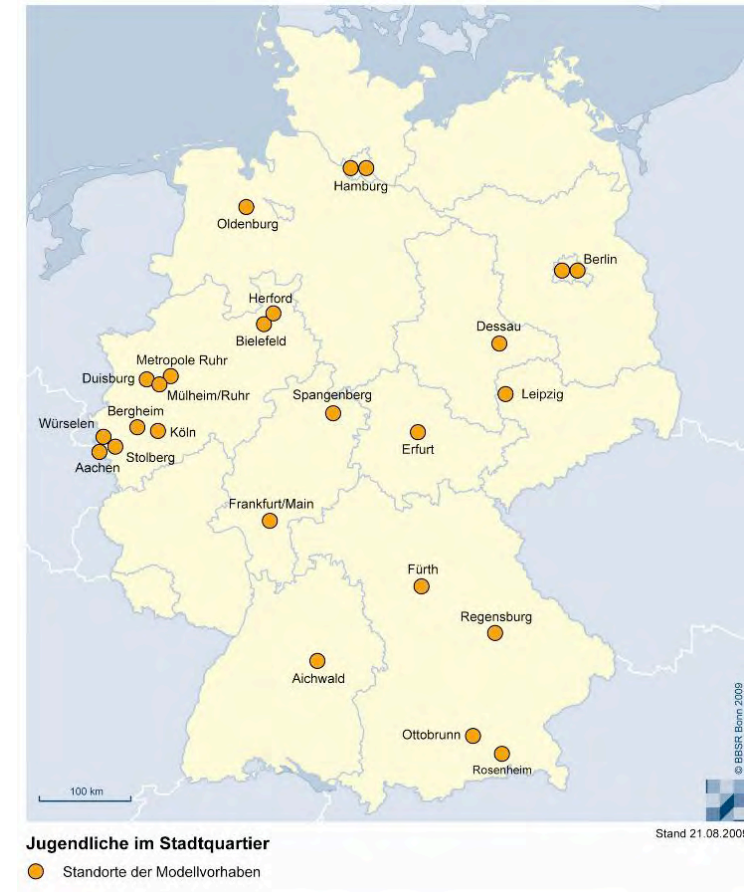 Hamburg
Oldenburg
Berlin
Herford
Bielefeld
Dessau
Metropole Ruhr
Duisburg
Mülheim/Ruhr
Spangenberg
Leipzig
Bergheim
Würselen
Köln
Erfurt
Stolberg
Aachen
Frankfurt/Main
Fürth
Regensburg
Aichwald
Ottobrunn
Rosenheim
100 km
© BBSR Bonn 2009
Stand 21.08.2009
Jugendliche im Stadtquartier
Standorte der Modellvorhaben